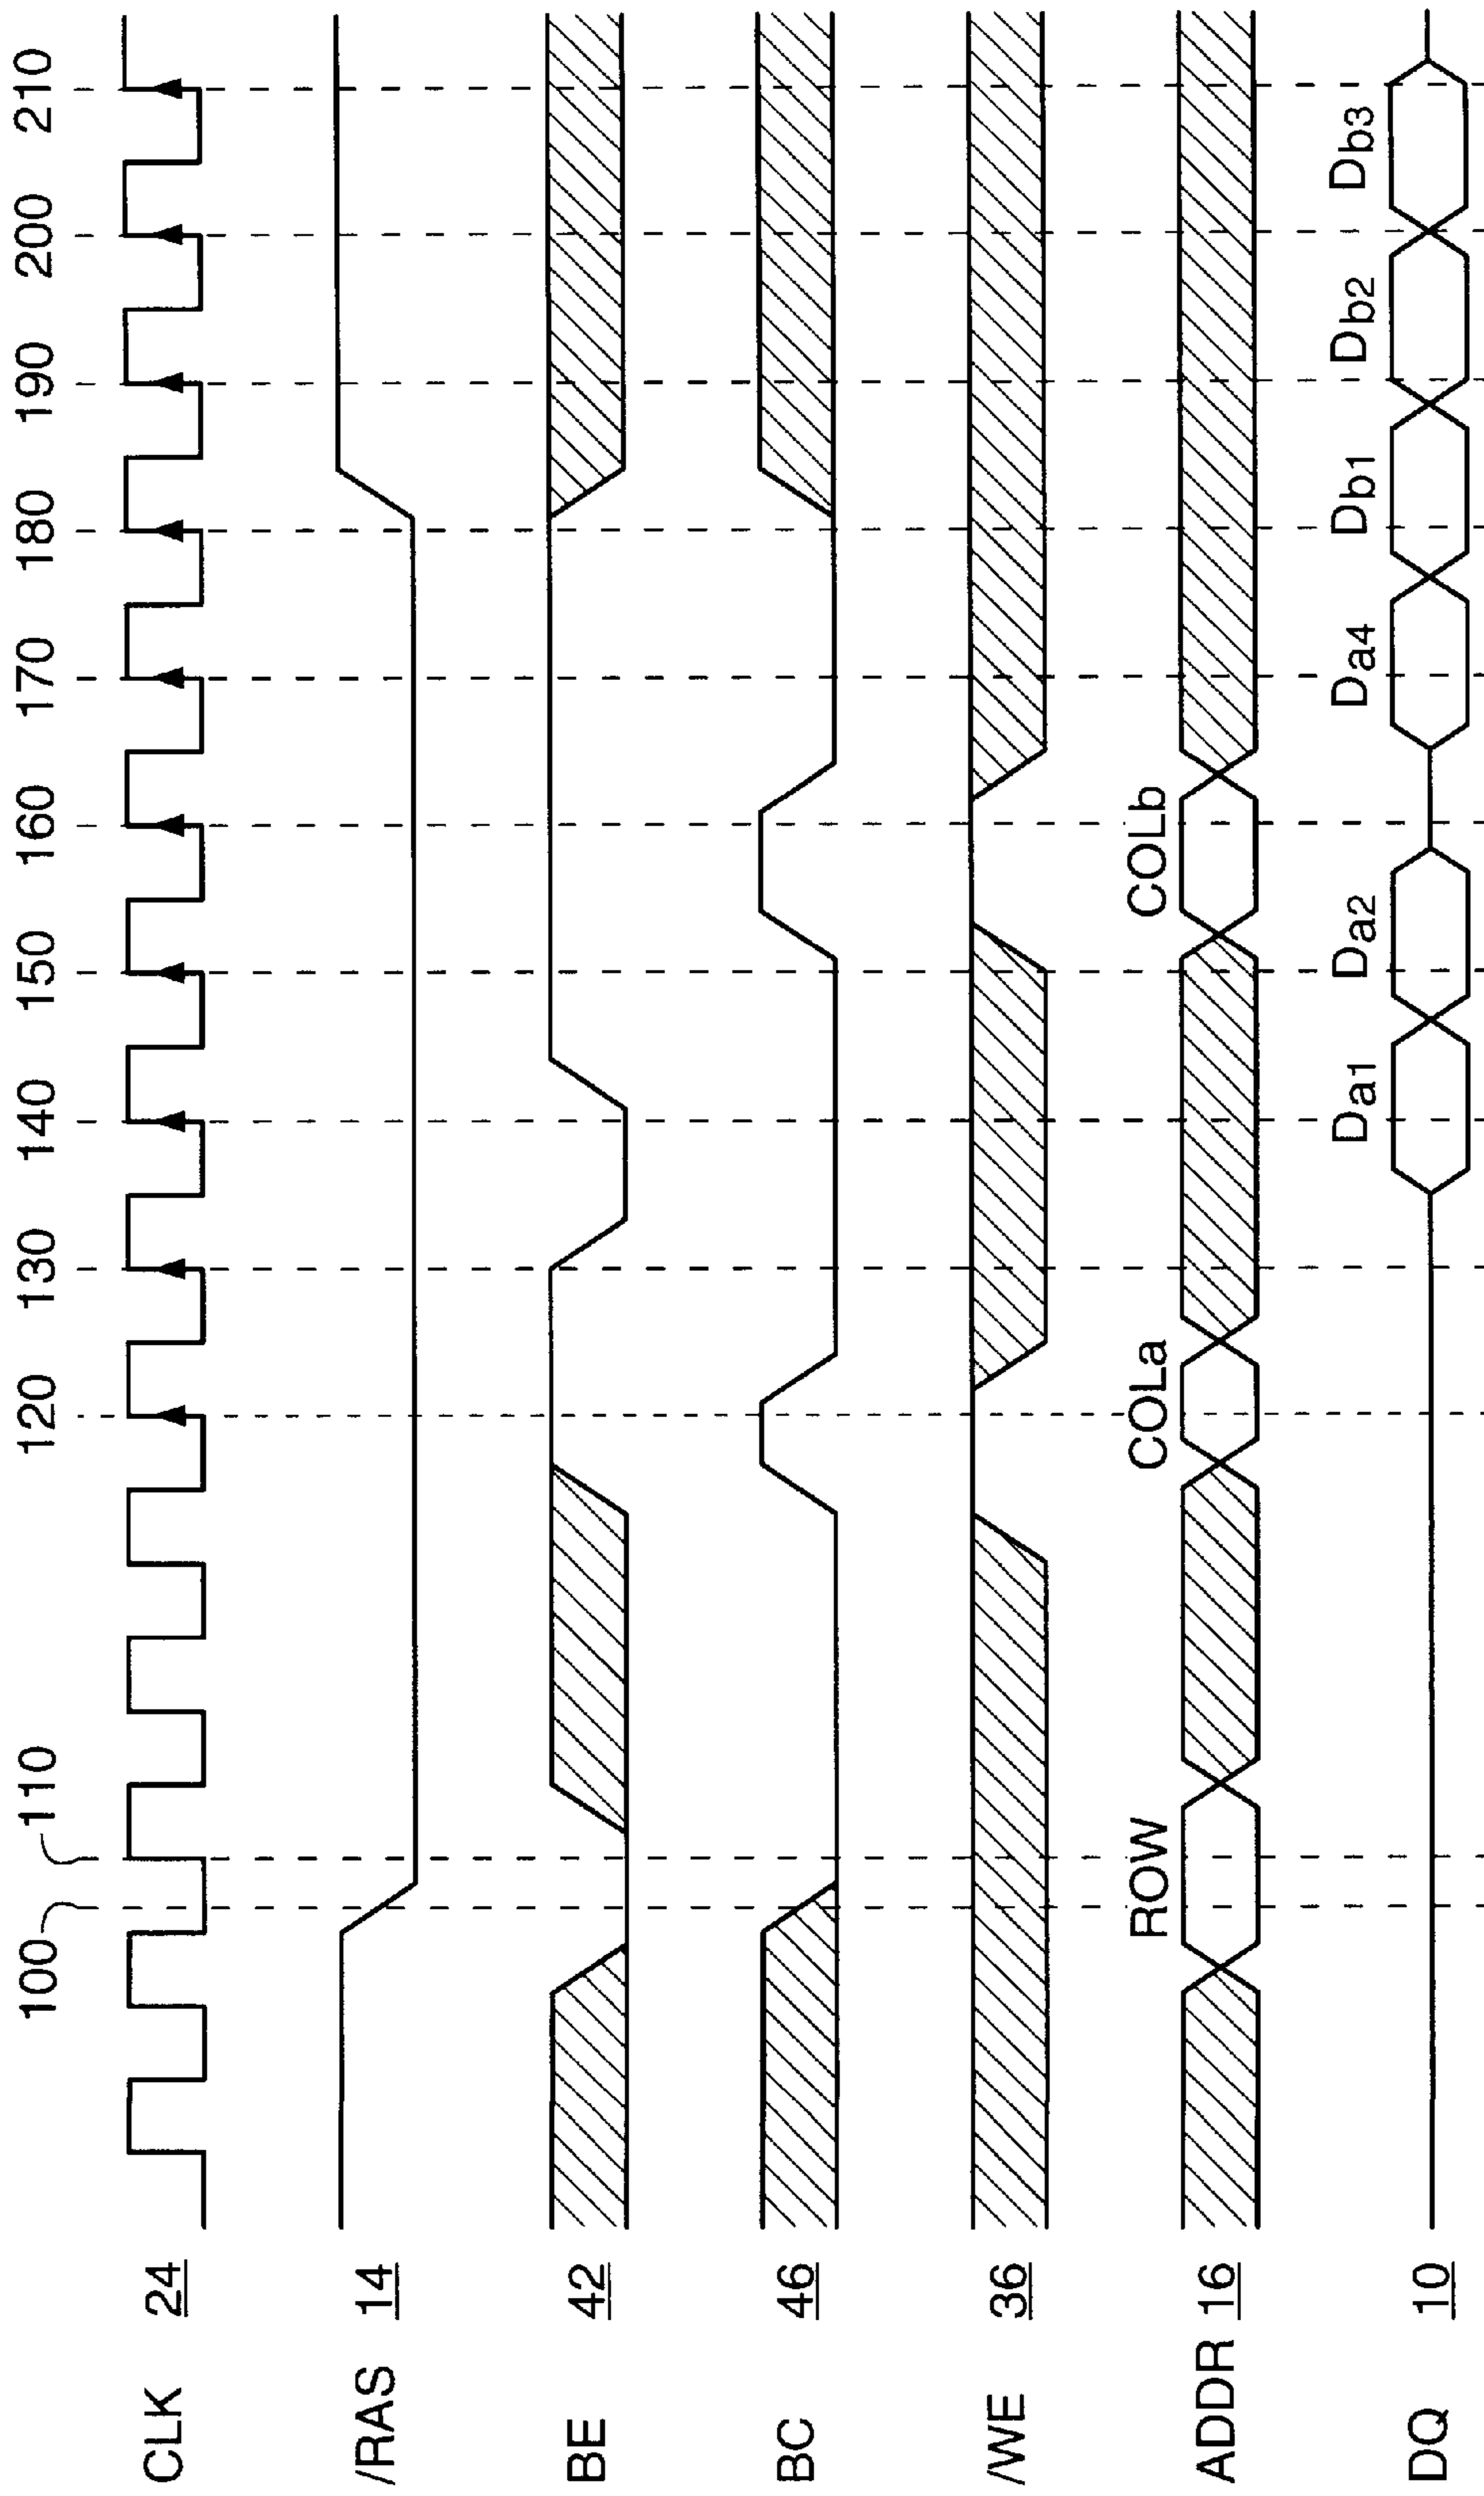 100 110 120 130 140 150 160 170 180 190 200 210
CLK 24
/RAS 14
BE 42
BC 46
/WE 36
ROW COLa COLb
ADDR 16
Da1 Da2 Da4 Db1 Db2 Db3
DQ 10